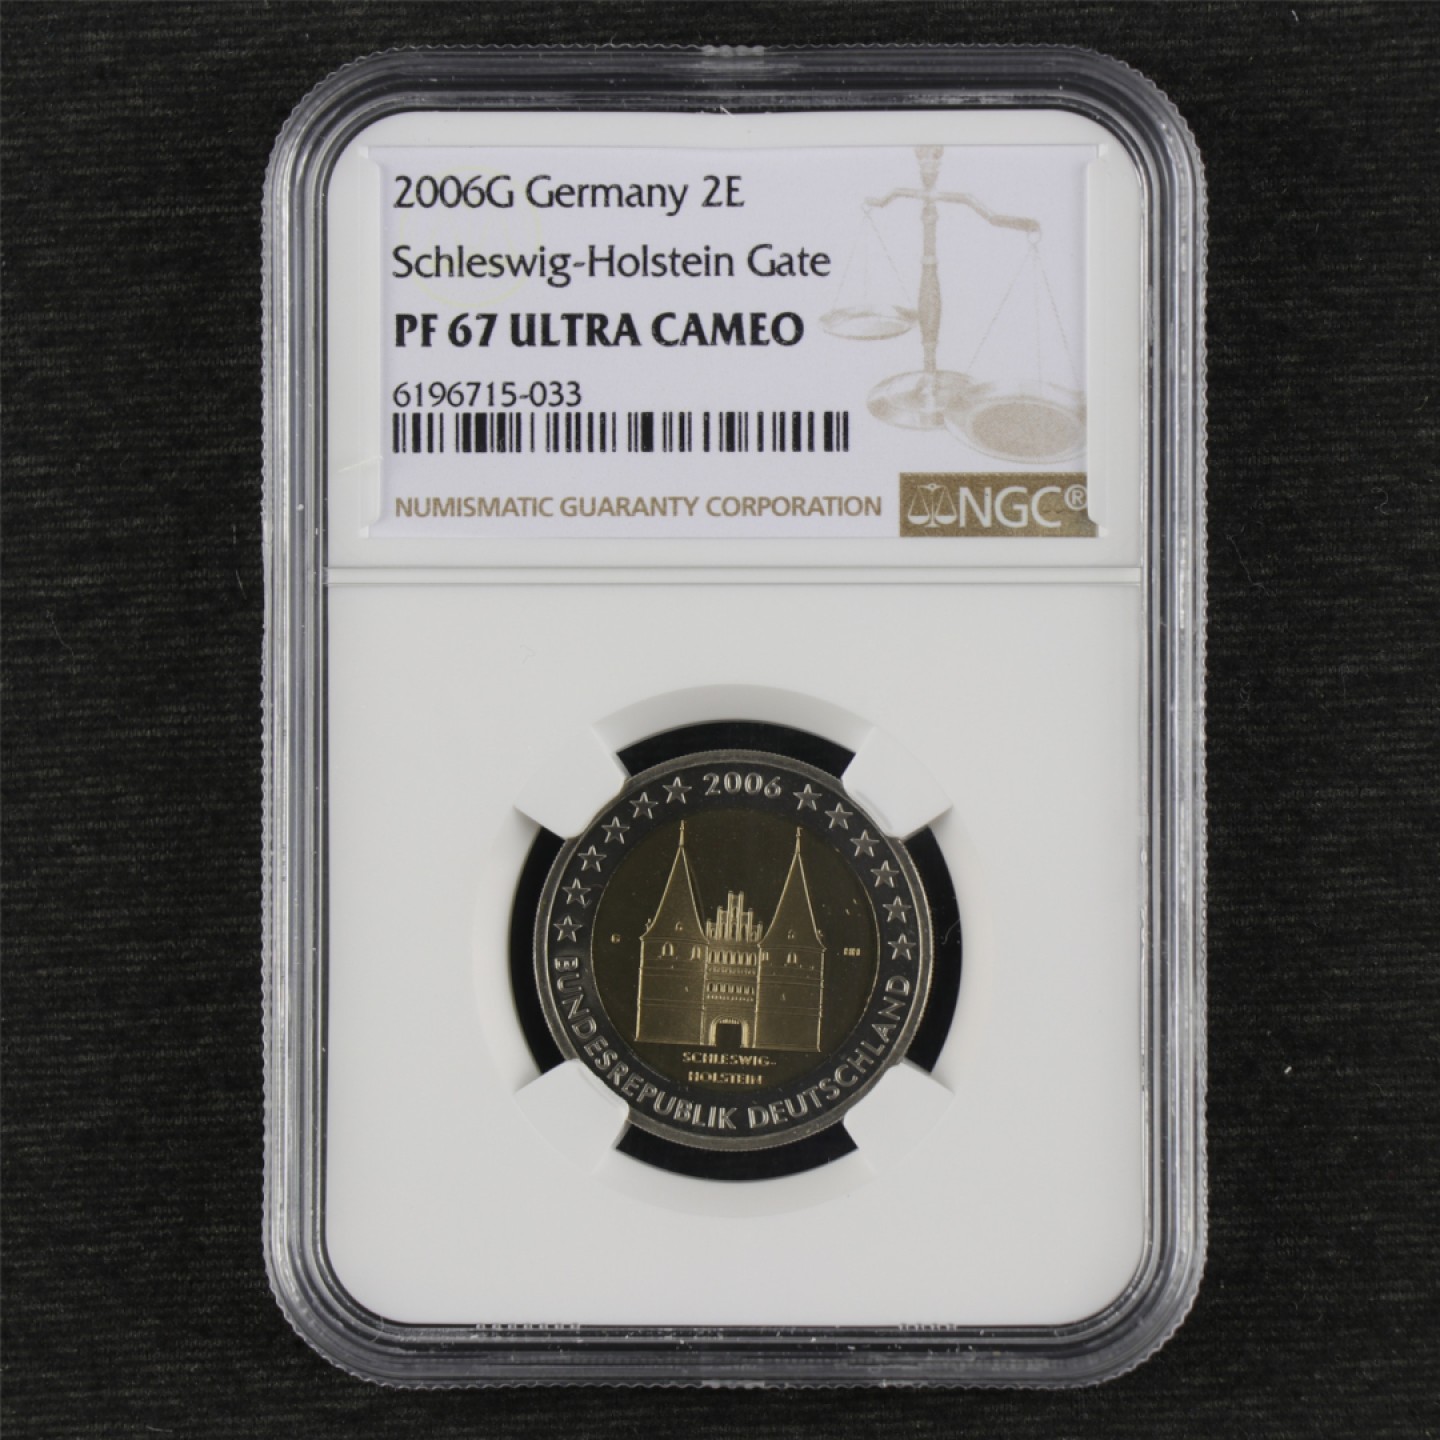 2006G Germany 2E
Schleswig-Holstein Gate
PF 67 ULTRA CAMEO
6196715-033
NUMISMATIC GUARANTY CORPORATION
NGC®
2006
G
HH
SCHLESWIG-
HOLSTEIN
BUNDESREPUBLIK DEUTSCHLAND